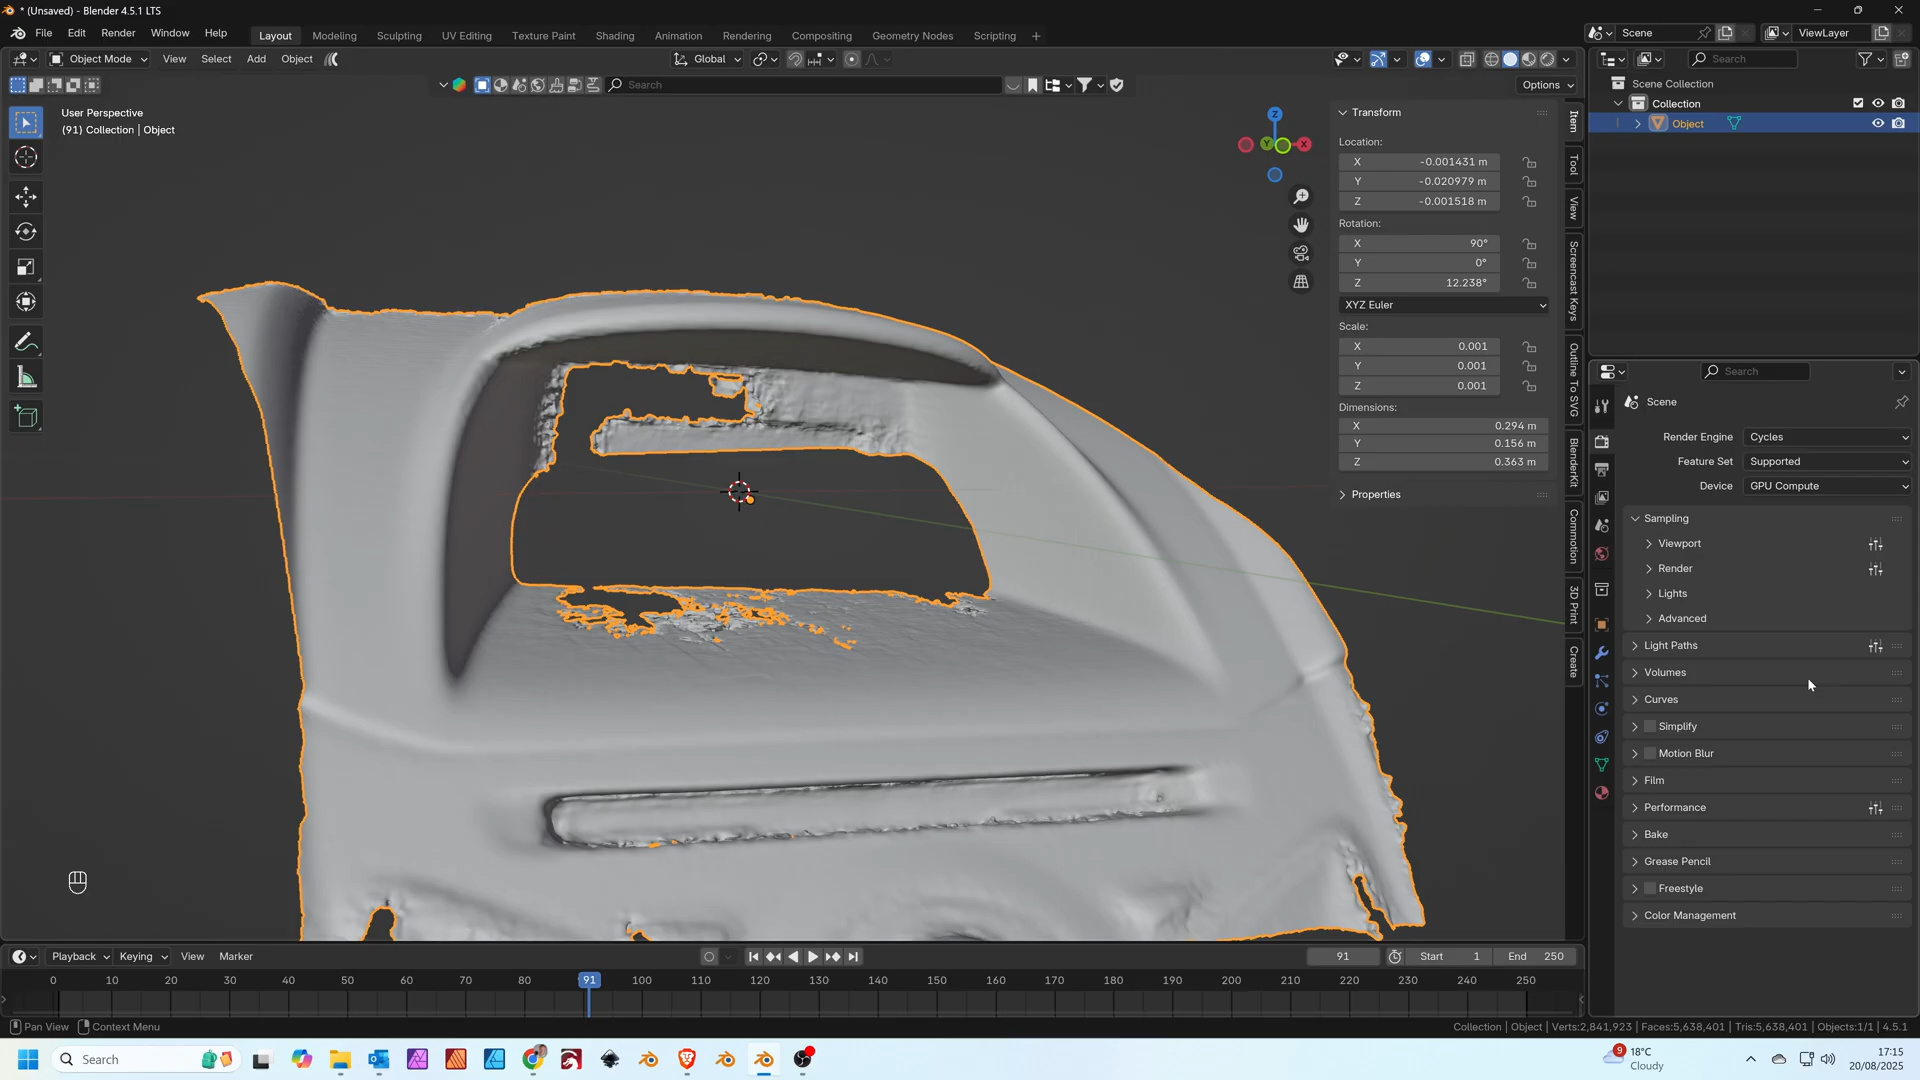 * (Unsaved) - Blender 4.5.1 LTS
File Edit Render Window Help
Layout Modeling Sculpting UV Editing Texture Paint Shading Animation Rendering Compositing Geometry Nodes Scripting +
Scene
ViewLayer
Object Mode View Select Add Object
Global
Search
Search
Options
User Perspective
(91) Collection | Object
Z
Y
X
Transform
Location:
X -0.001431 m
Y -0.020979 m
Z -0.001518 m
Rotation:
X 90°
Y 0°
Z 12.238°
XYZ Euler
Scale:
X 0.001
Y 0.001
Z 0.001
Dimensions:
X 0.294 m
Y 0.156 m
Z 0.363 m
Properties
Item
Tool
View
Screencast Keys
Outline To SVG
BlenderKit
Commotion
3D Print
Create
Scene Collection
Collection
Object
Search
Scene
Render Engine Cycles
Feature Set Supported
Device GPU Compute
Sampling
Viewport
Render
Lights
Advanced
Light Paths
Volumes
Curves
Simplify
Motion Blur
Film
Performance
Bake
Grease Pencil
Freestyle
Color Management
Playback Keying View Marker
91 Start 1 End 250
0 10 20 30 40 50 60 70 80 91 100 110 120 130 140 150 160 170 180 190 200 210 220 230 240 250
Pan View Context Menu
Collection | Object | Verts:2,841,923 | Faces:5,638,401 | Tris:5,638,401 | Objects:1/1 | 4.5.1
Search
9
18°C
Cloudy
17:15
20/08/2025